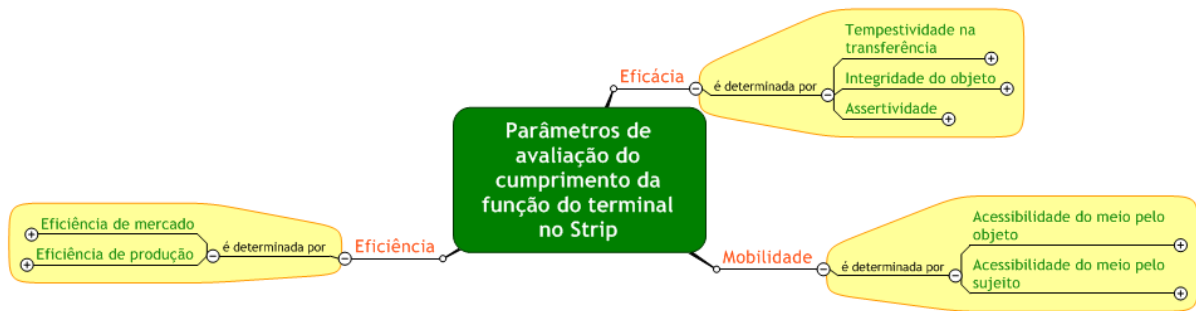 Parâmetros de
avaliação do
cumprimento da
função do terminal
no Strip
Eficácia
é determinada por
Tempestividade na
transferência
Integridade do objeto
Assertividade
Mobilidade
é determinada por
Acessibilidade do meio pelo
objeto
Acessibilidade do meio pelo
sujeito
Eficiência
é determinada por
Eficiência de mercado
Eficiência de produção